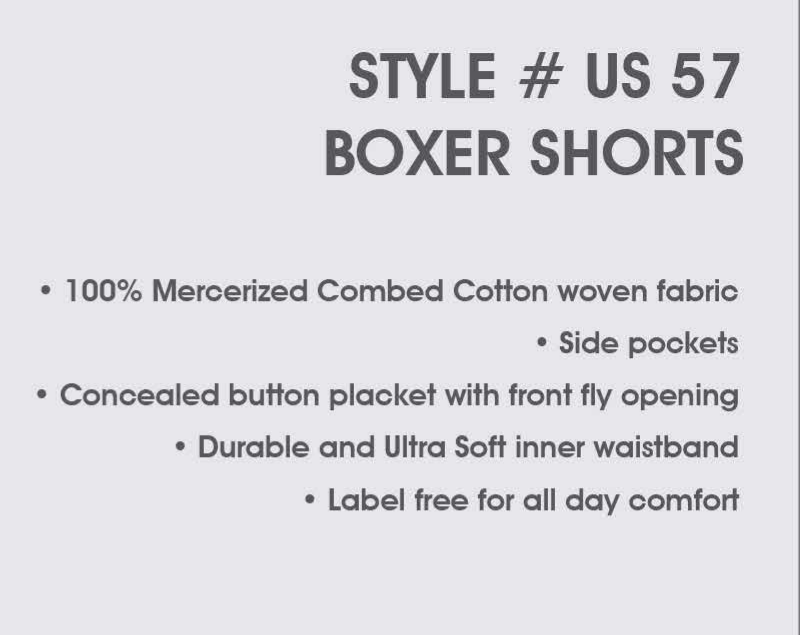 STYLE # US 57
BOXER SHORTS
• 100% Mercerized Combed Cotton woven fabric
• Side pockets
• Concealed button placket with front fly opening
• Durable and Ultra Soft inner waistband
• Label free for all day comfort